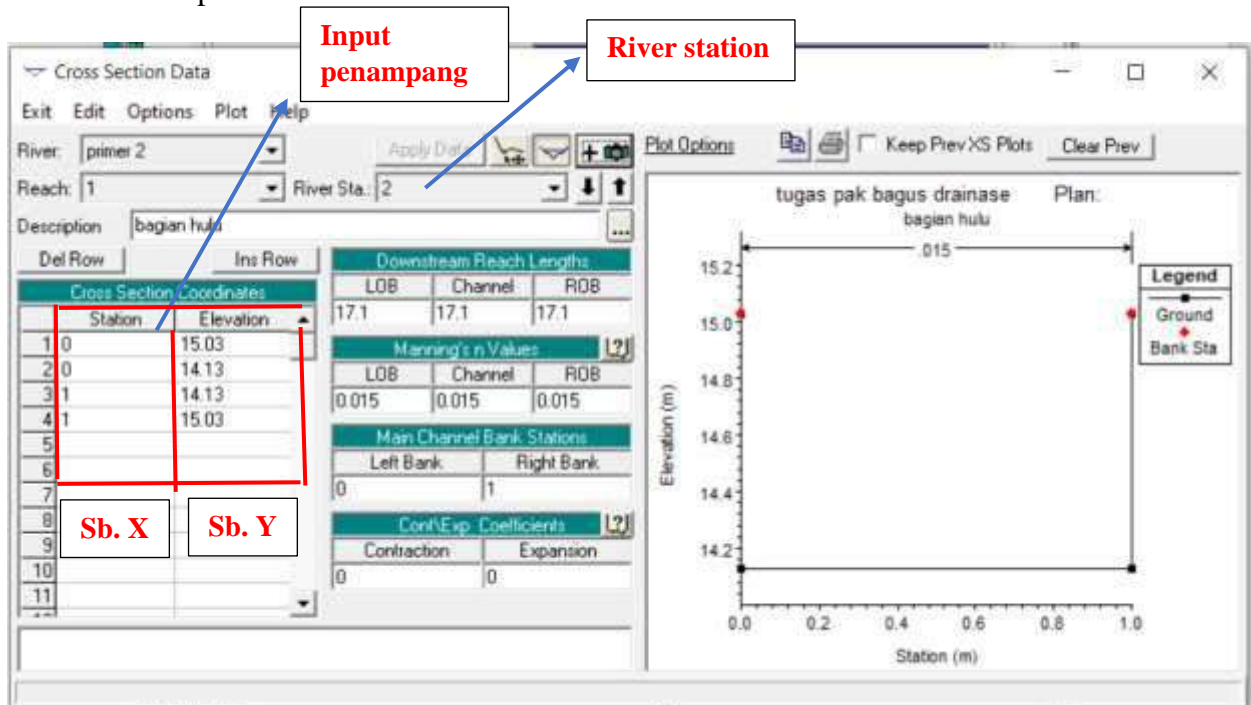 Input
penampang
River station
Cross Section Data
Exit Edit Options Plot Help
River: primer 2
Apply Data
Plot Options
Keep Prev XS Plots
Clear Prev
Reach: 1
River Sta.: 2
Description bagian hulu
...
Del Row
Ins Row
Cross Section Coordinates
Station Elevation
1 0 15.03
2 0 14.13
3 1 14.13
4 1 15.03
5
6
7
8
9
10
11
Sb. X
Sb. Y
Downstream Reach Lengths
LOB Channel ROB
17.1 17.1 17.1
Manning's n Values
LOB Channel ROB
0.015 0.015 0.015
Main Channel Bank Stations
Left Bank Right Bank
0 1
Cont\Exp. Coefficients
Contraction Expansion
0 0
tugas pak bagus drainase Plan:
bagian hulu
.015
15.2
15.0
14.8
14.6
14.4
14.2
Elevation (m)
0.0 0.2 0.4 0.6 0.8 1.0
Station (m)
Legend
Ground
Bank Sta